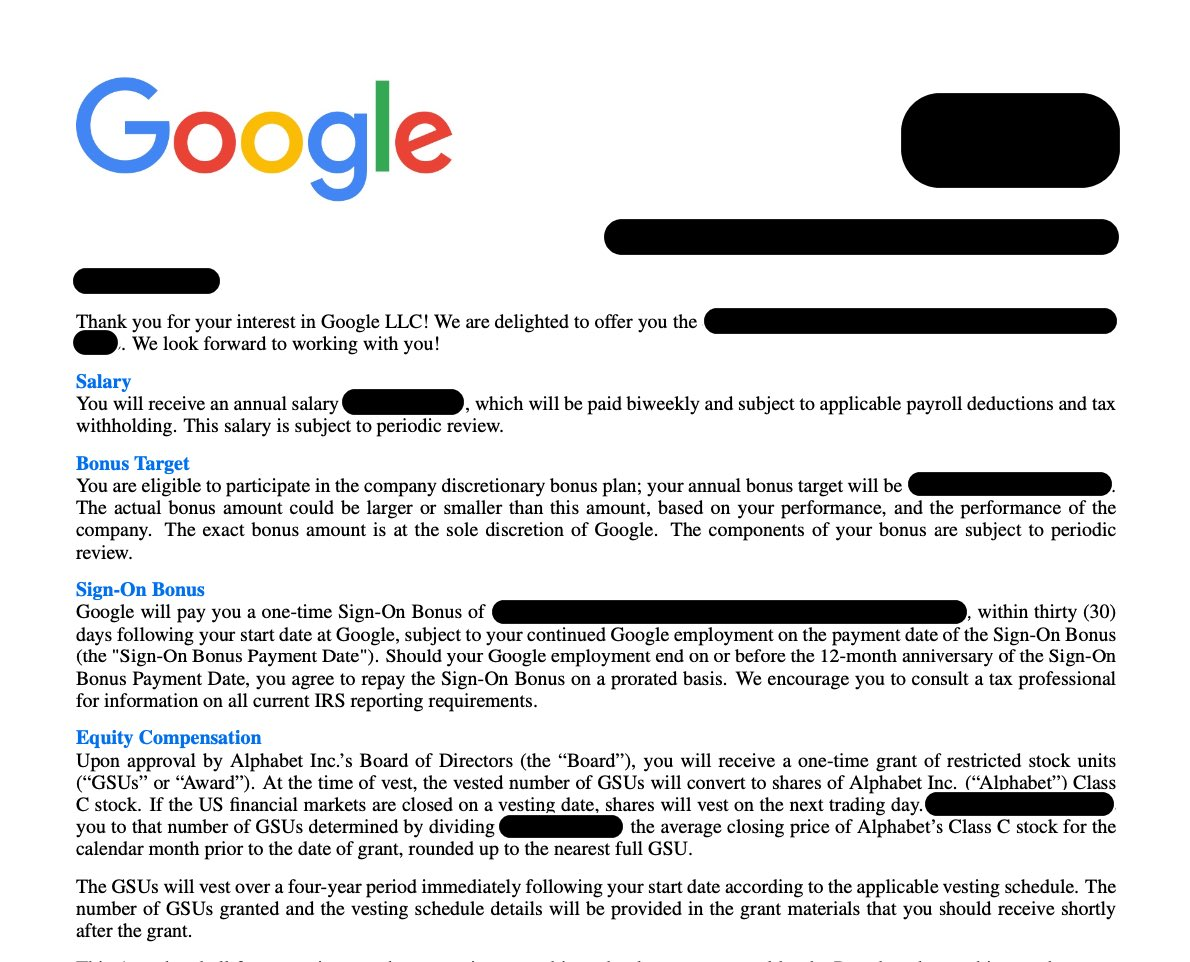 Google
Thank you for your interest in Google LLC! We are delighted to offer you the
. We look forward to working with you!
Salary
You will receive an annual salary , which will be paid biweekly and subject to applicable payroll deductions and tax
withholding. This salary is subject to periodic review.
Bonus Target
You are eligible to participate in the company discretionary bonus plan; your annual bonus target will be .
The actual bonus amount could be larger or smaller than this amount, based on your performance, and the performance of the
company. The exact bonus amount is at the sole discretion of Google. The components of your bonus are subject to periodic
review.
Sign-On Bonus
Google will pay you a one-time Sign-On Bonus of , within thirty (30)
days following your start date at Google, subject to your continued Google employment on the payment date of the Sign-On Bonus
(the "Sign-On Bonus Payment Date"). Should your Google employment end on or before the 12-month anniversary of the Sign-On
Bonus Payment Date, you agree to repay the Sign-On Bonus on a prorated basis. We encourage you to consult a tax professional
for information on all current IRS reporting requirements.
Equity Compensation
Upon approval by Alphabet Inc.’s Board of Directors (the “Board”), you will receive a one-time grant of restricted stock units
(“GSUs” or “Award”). At the time of vest, the vested number of GSUs will convert to shares of Alphabet Inc. (“Alphabet”) Class
C stock. If the US financial markets are closed on a vesting date, shares will vest on the next trading day.
you to that number of GSUs determined by dividing the average closing price of Alphabet’s Class C stock for the
calendar month prior to the date of grant, rounded up to the nearest full GSU.
The GSUs will vest over a four-year period immediately following your start date according to the applicable vesting schedule. The
number of GSUs granted and the vesting schedule details will be provided in the grant materials that you should receive shortly
after the grant.